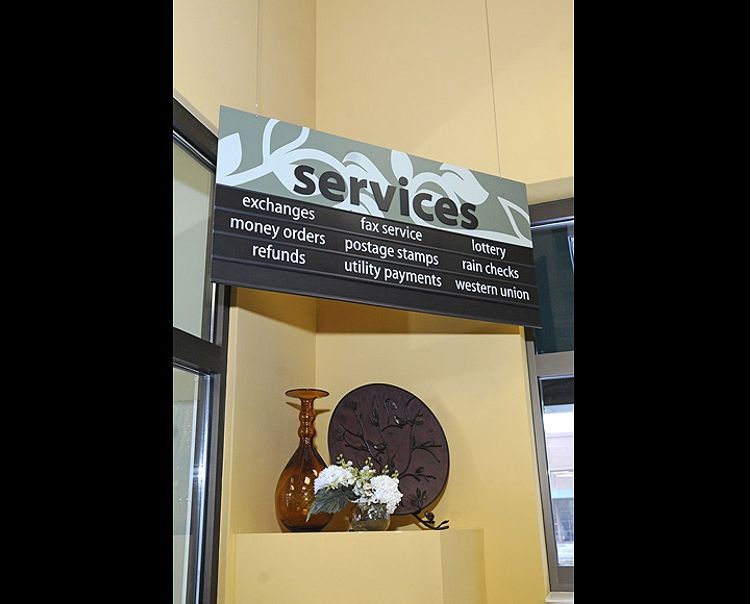 services
exchanges
money orders
refunds
fax service
postage stamps
utility payments
lottery
rain checks
western union